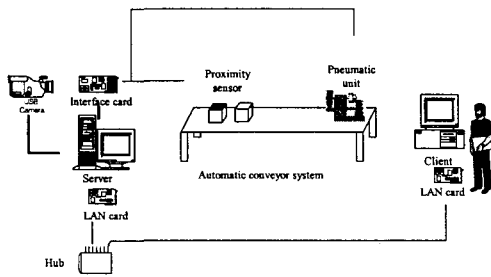 Proximity
sensor
Pneumatic
unit
USB
Camera
Interface card
Server
LAN card
Automatic conveyor system
Client
LAN card
Hub